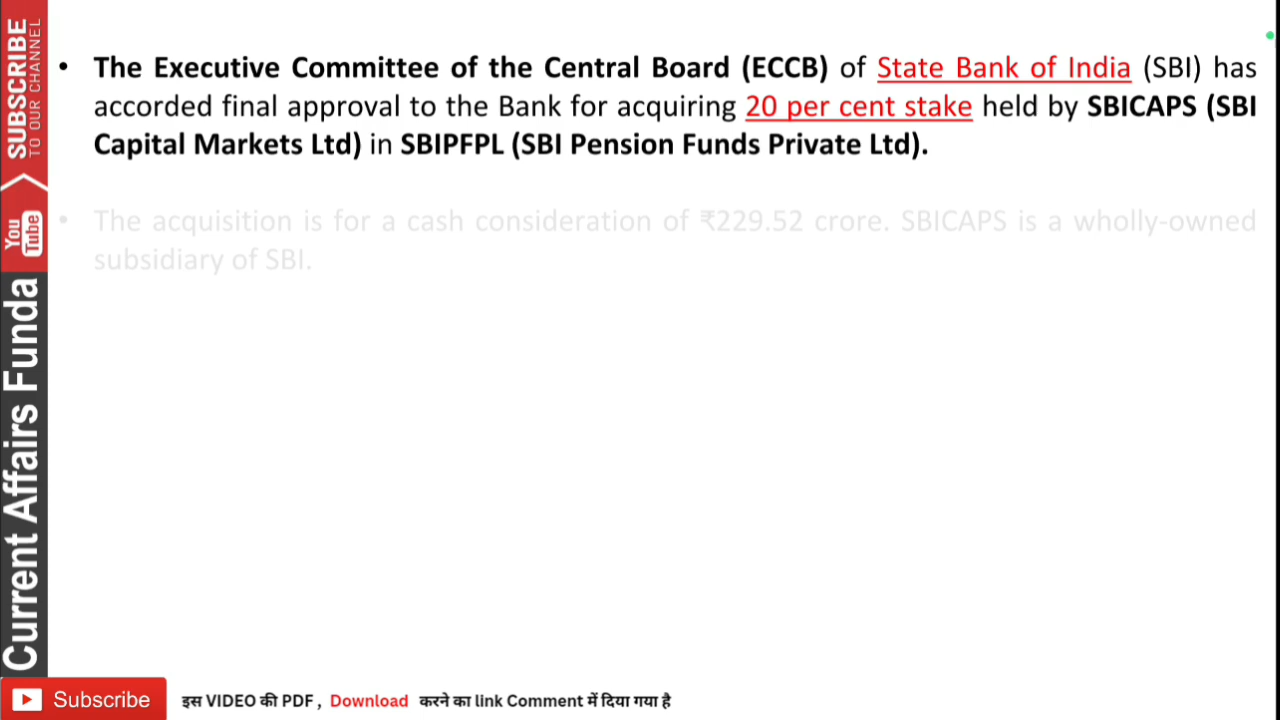 SUBSCRIBE
TO OUR CHANNEL
You
Tube
Current Affairs Funda
• The Executive Committee of the Central Board (ECCB) of State Bank of India (SBI) has
accorded final approval to the Bank for acquiring 20 per cent stake held by SBICAPS (SBI
Capital Markets Ltd) in SBIPFPL (SBI Pension Funds Private Ltd).
• The acquisition is for a cash consideration of ₹229.52 crore. SBICAPS is a wholly-owned
subsidiary of SBI.
Subscribe
इस VIDEO की PDF , Download करने का link Comment में दिया गया है